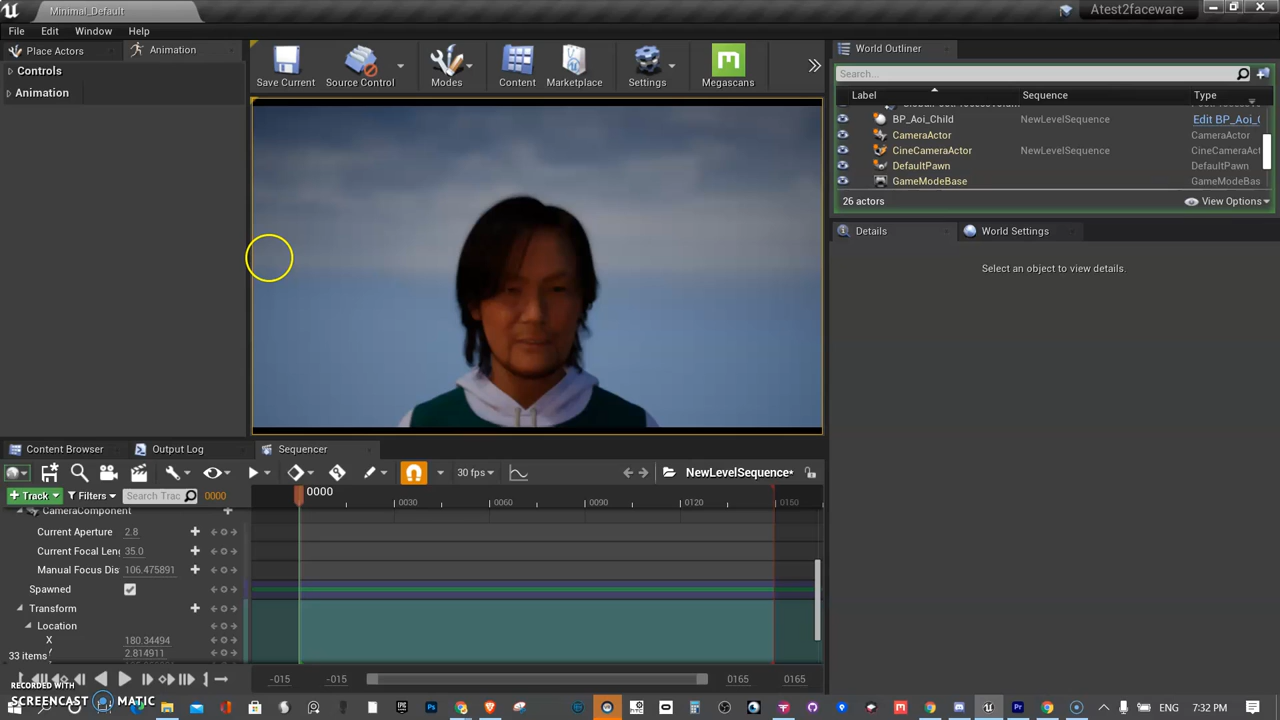 Minimal_Default
Atest2faceware
File Edit Window Help
Place Actors Animation
Controls
Animation
Save Current Source Control Modes Content Marketplace Settings Megascans
World Outliner
Search...
Label Sequence Type
BP_Aoi_Child NewLevelSequence Edit BP_Aoi_(
CameraActor CameraActor
CineCameraActor NewLevelSequence CineCameraAct
DefaultPawn DefaultPawn
GameModeBase GameModeBas
26 actors View Options
Details World Settings
Select an object to view details.
Content Browser Output Log Sequencer
30 fps NewLevelSequence*
+ Track Filters Search Trac 0000
0000
0030 0060 0090 0120 0150
CameraComponent
Current Aperture 2.8
Current Focal Leng 35.0
Manual Focus Dis 106.475891
Spawned
Transform
Location
X 180.34494
2.814911
33 items
-015 -015 0165 0165
RECORDED WITH
SCREENCAST MATIC
ENG 7:32 PM